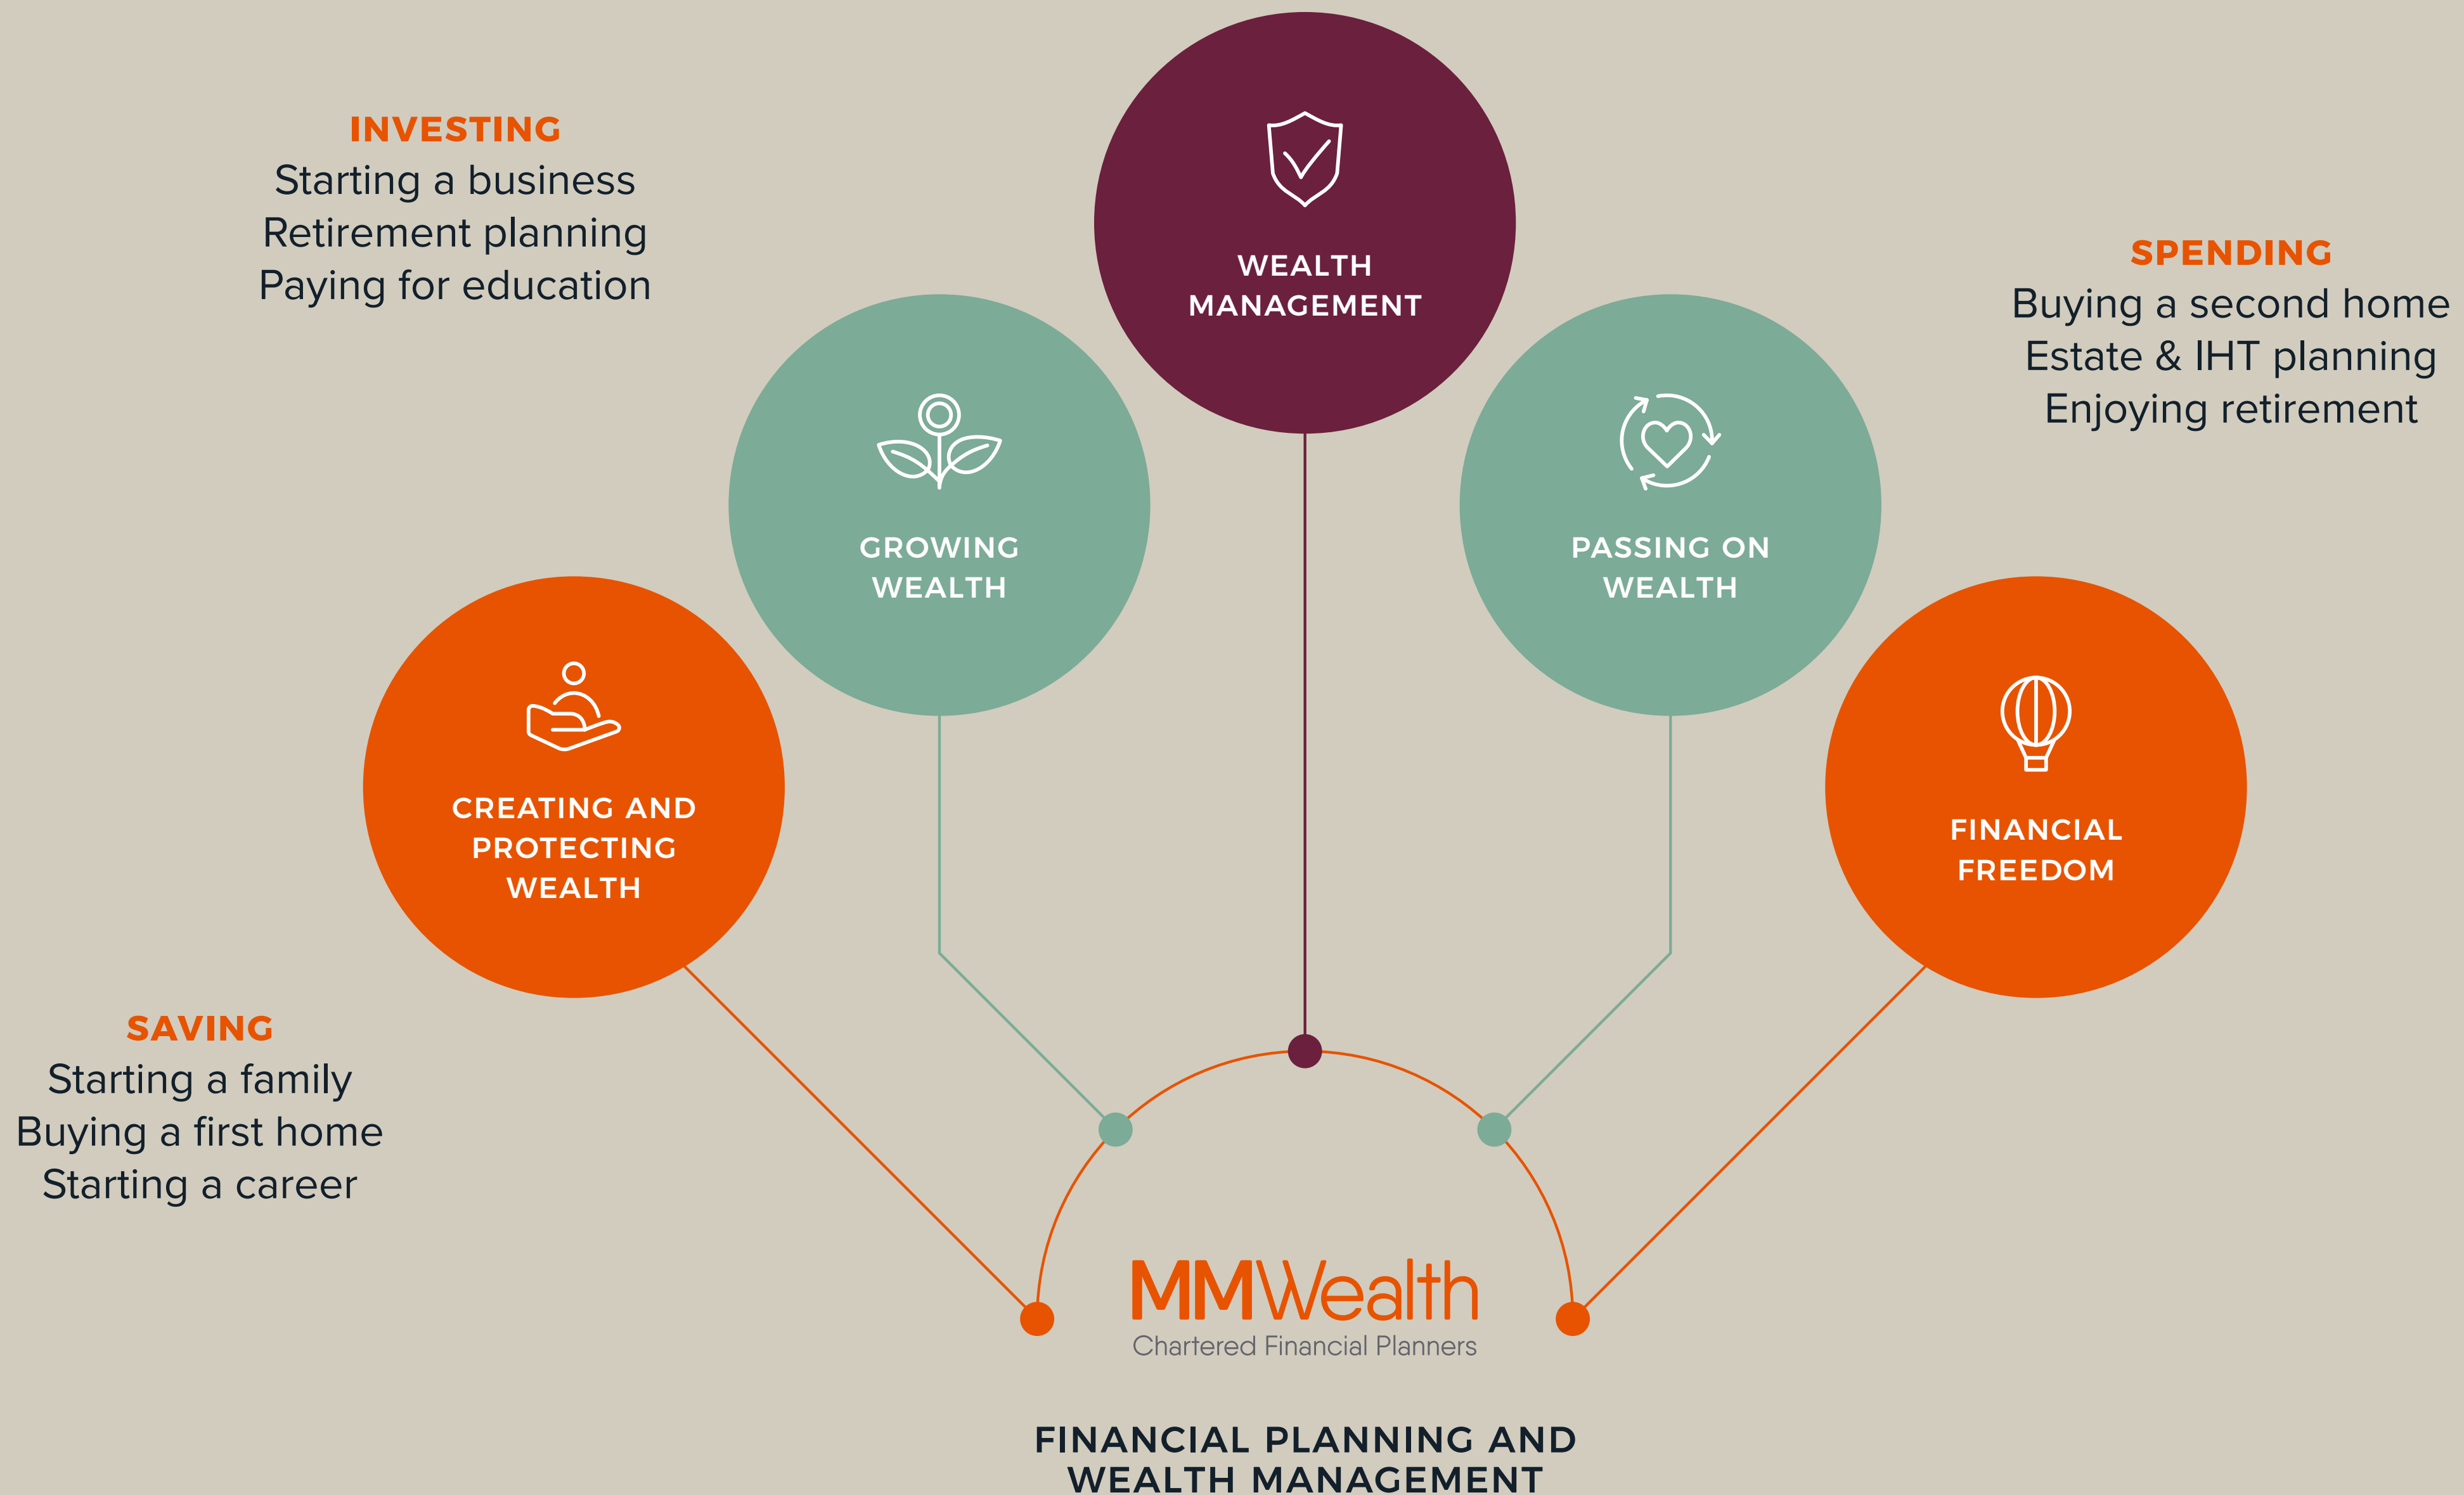 INVESTING
Starting a business
Retirement planning
Paying for education
WEALTH
MANAGEMENT
SPENDING
Buying a second home
Estate & IHT planning
Enjoying retirement
GROWING
WEALTH
PASSING ON
WEALTH
CREATING AND
PROTECTING
WEALTH
FINANCIAL
FREEDOM
SAVING
Starting a family
Buying a first home
Starting a career
MMWealth
Chartered Financial Planners
FINANCIAL PLANNING AND
WEALTH MANAGEMENT